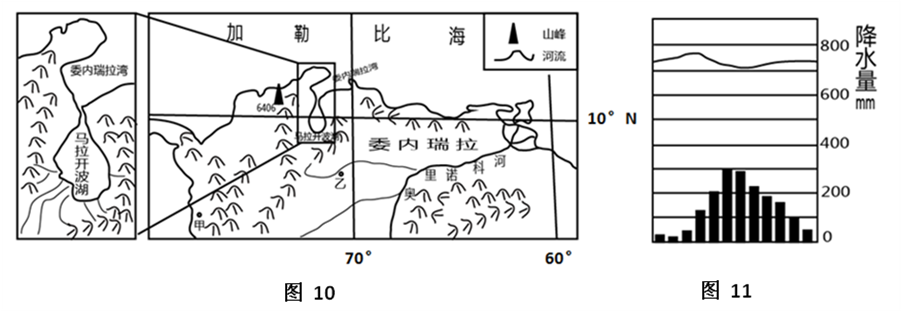 加 勒 比 海
山峰
河流
委内瑞拉湾
马拉开波湖
委内瑞拉湾
6406
马拉开波湖
委内瑞拉
奥 里 诺 科 河
甲
乙
10° N
70°
60°
图 10
降水量 mm
800
600
400
200
0
图 11